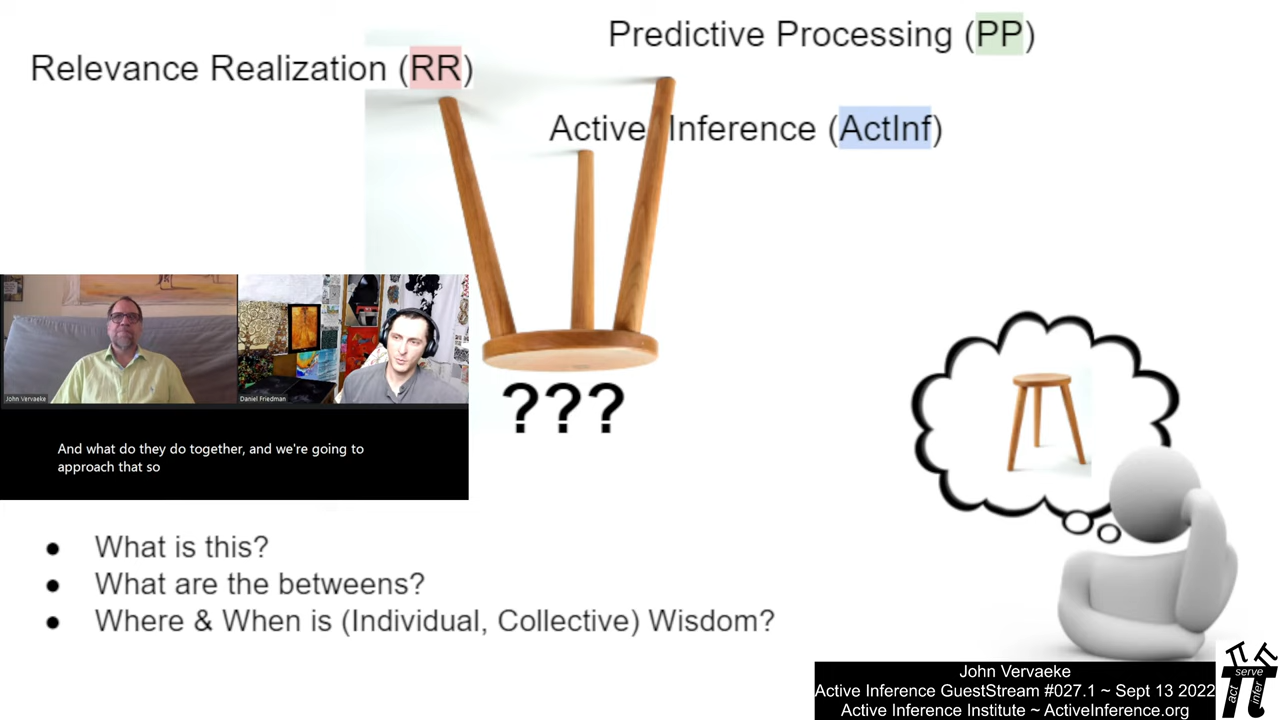 Predictive Processing (PP)
Relevance Realization (RR)
Active Inference (ActInf)
John Vervaeke
Daniel Friedman
???
And what do they do together, and we're going to
approach that so
● What is this?
● What are the betweens?
● Where & When is (Individual, Collective) Wisdom?
John Vervaeke
Active Inference GuestStream #027.1 ~ Sept 13 2022
Active Inference Institute ~ ActiveInference.org
serve
act
infer